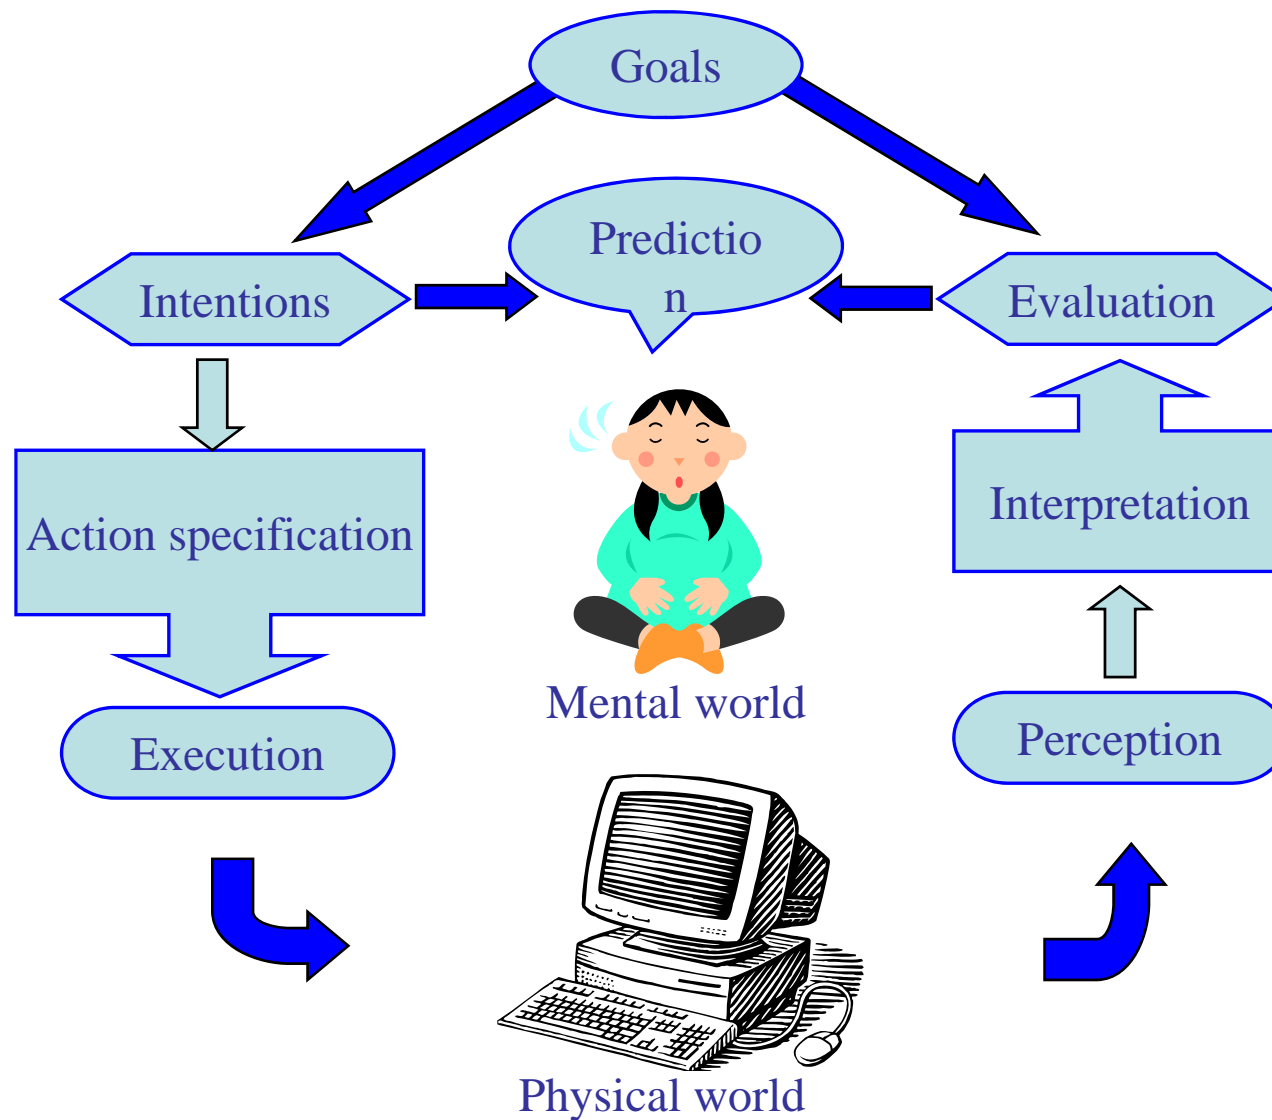 Goals
Predictio
n
Intentions
Evaluation
Action specification
Interpretation
Mental world
Execution
Perception
Physical world